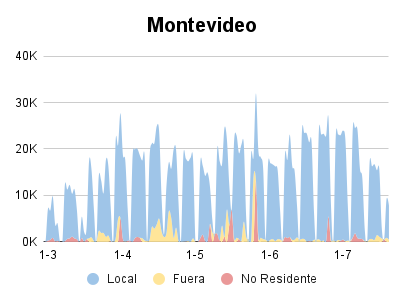 Montevideo
40K
30K
20K
10K
0K
1-3 1-4 1-5 1-6 1-7
Local Fuera No Residente